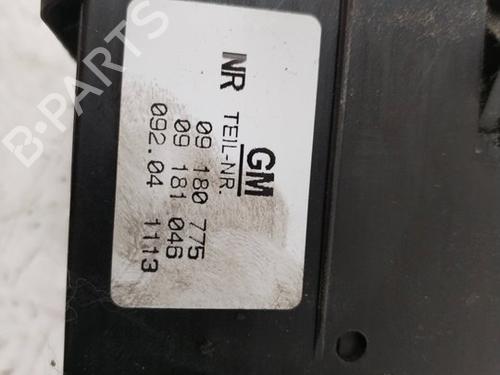 NR
GM
TEIL-NR.
09 180 775
09 181 046
092.04 1113
B-PARTS